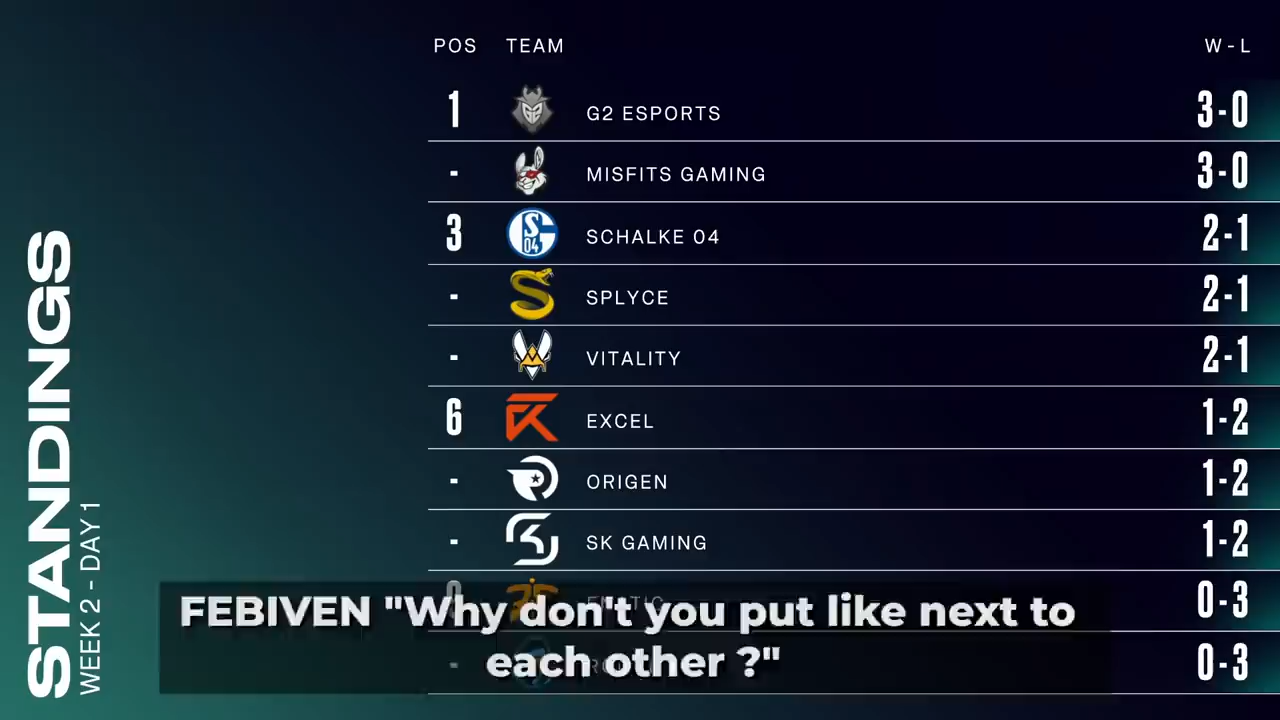 POS TEAM W - L
1 G2 ESPORTS 3-0
- MISFITS GAMING 3-0
3 S 04 SCHALKE 04 2-1
- SPLYCE 2-1
- VITALITY 2-1
6 EXCEL 1-2
- ORIGEN 1-2
- SK GAMING 1-2
0-3
- 0-3
STANDINGS
WEEK 2 - DAY 1
FEBIVEN "Why don't you put like next to
each other ?"